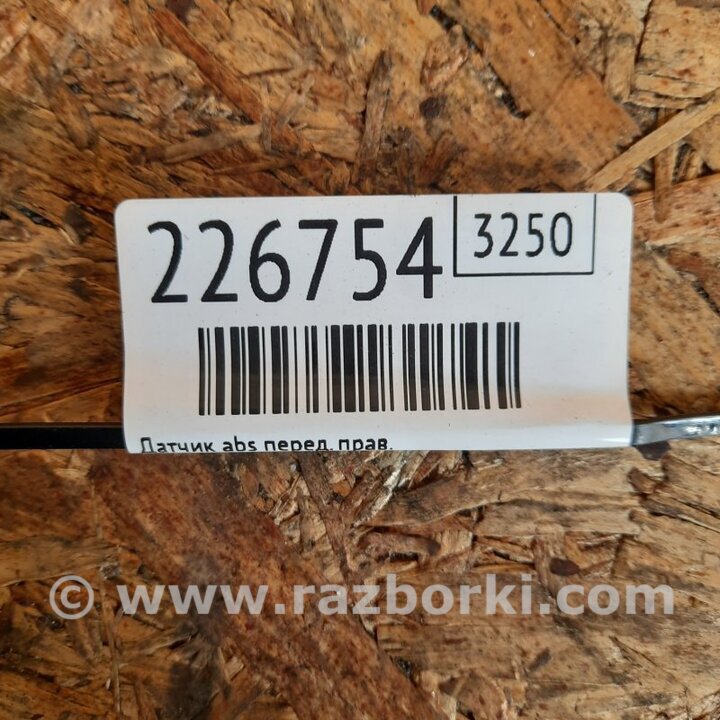 226754 3250
Датчик abs перед. прав.
© www.razborki.com